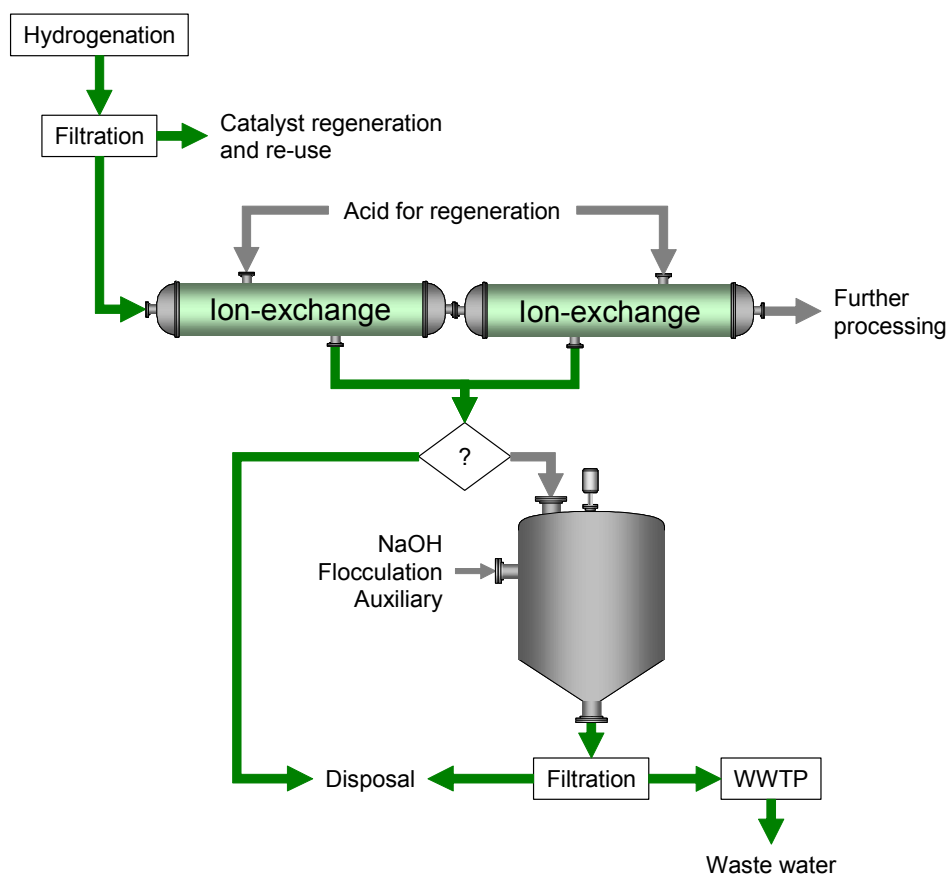 Hydrogenation
Filtration
Catalyst regeneration
and re-use
Acid for regeneration
Ion-exchange
Ion-exchange
Further
processing
?
NaOH
Flocculation
Auxiliary
Disposal
Filtration
WWTP
Waste water